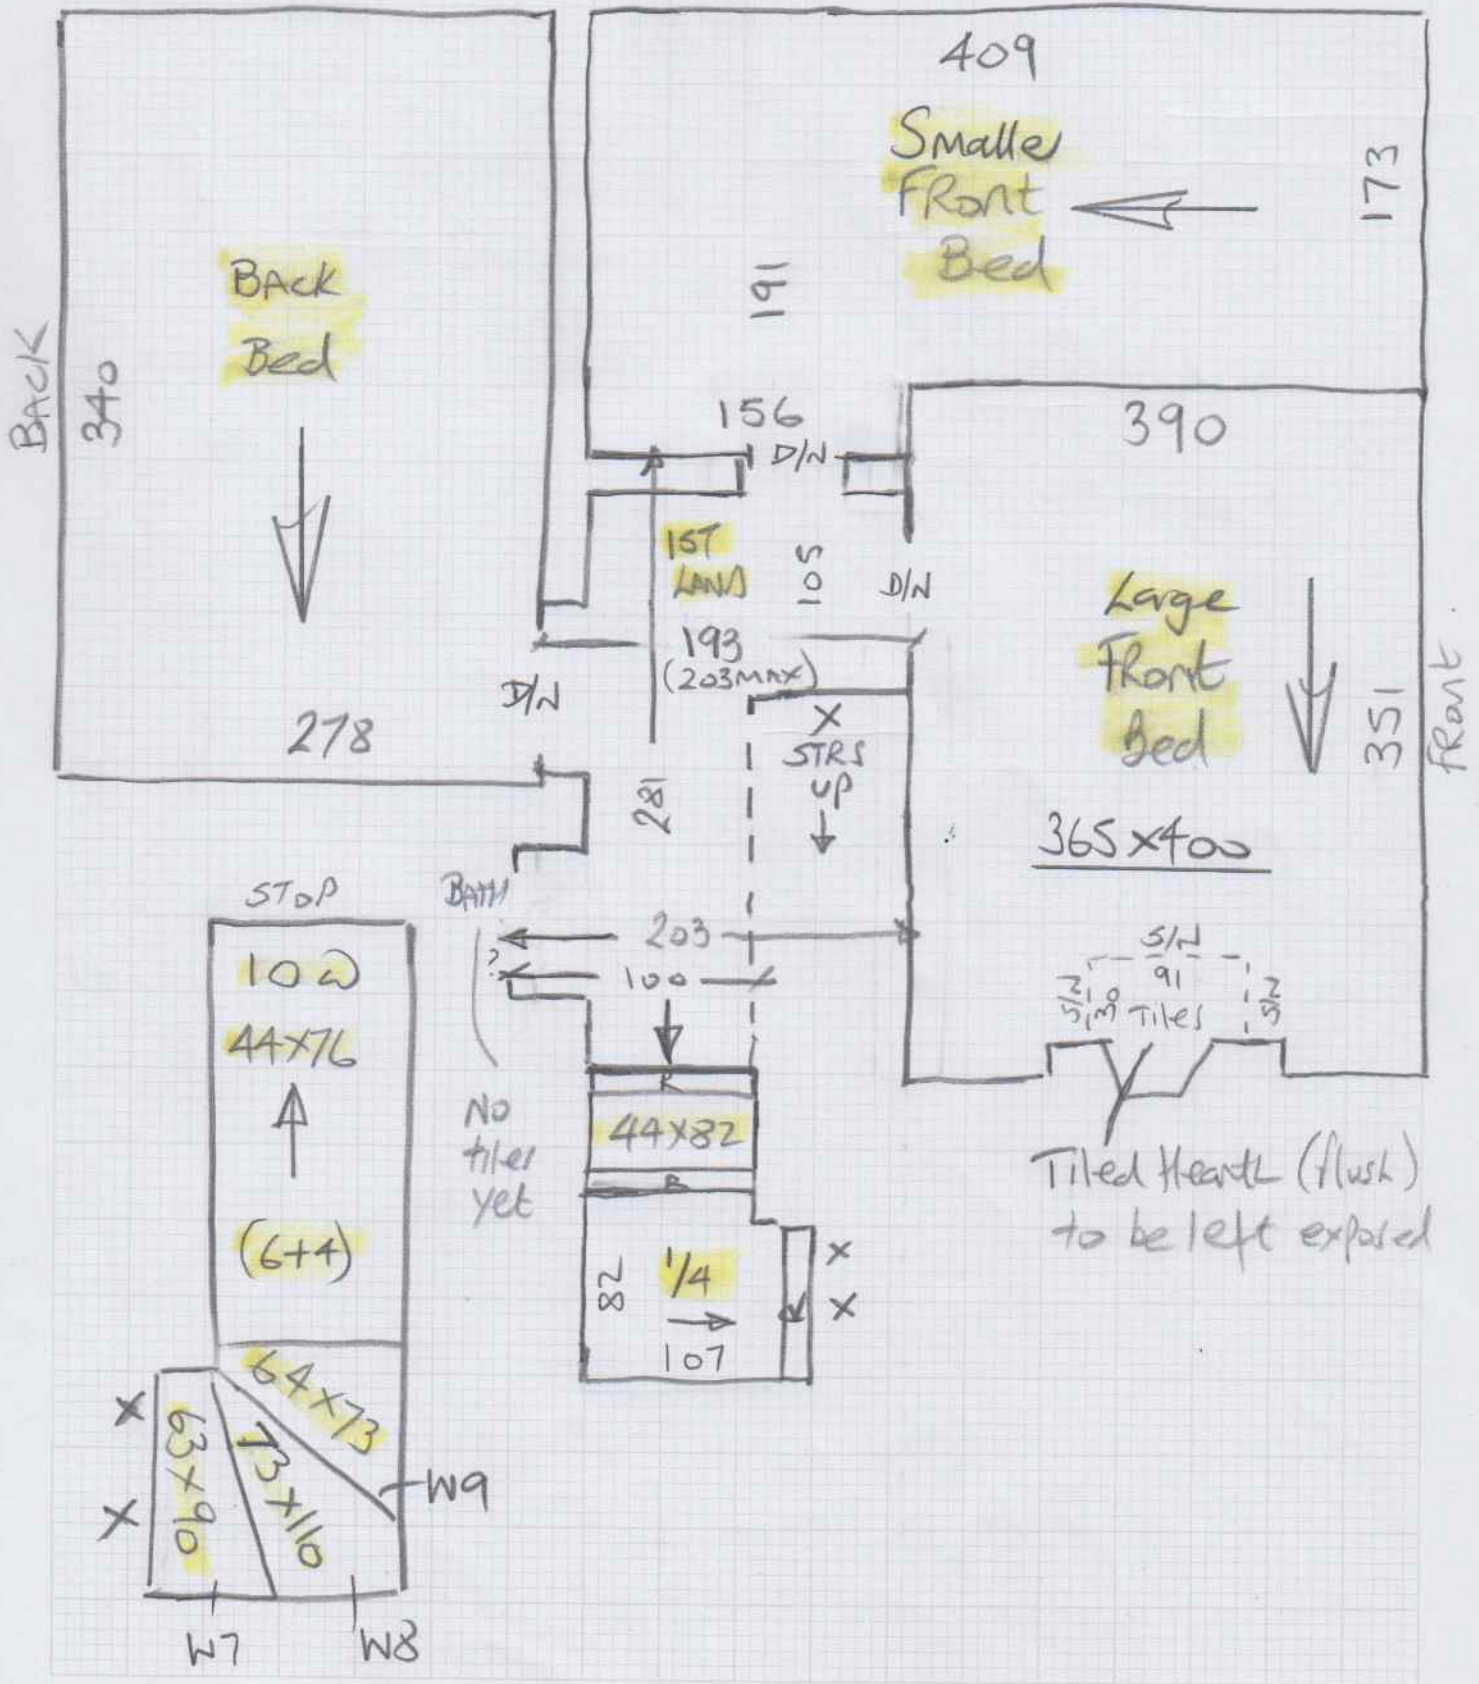 409
Smaller
Front
Bed
173
191
156
D/N
BACK
Bed
BACK
340
278
D/N
1ST
LAND
105
D/N
193
(203MAX)
281
X
STRS
UP
390
Large
Front
Bed
351
Front
365x400
S/N
91
Tiles
S/N
30
S/N
Tiled Hearth (flush)
to be left exposed
BATH
?
203
100
No
tiles
yet
R
44x82
R
82
1/4
107
X
X
STOP
44x76
(6+4)
64x73
73x110
63x90
X
X
W9
W7
W8